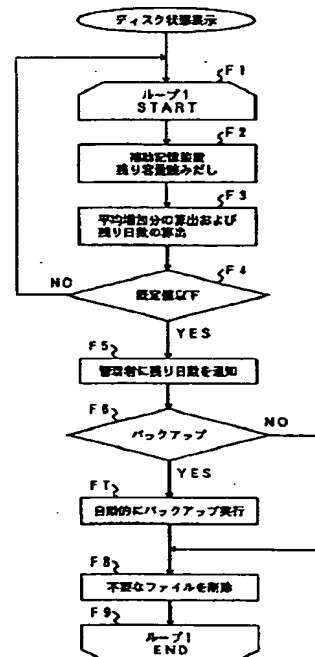 ディスク状態表示
F1
ループ1
START
F2
補助記憶装置
残り容量読みだし
F3
平均増加分の算出および
残り日数の算出
F4
NO
既定値以下
YES
F5
管理者に残り日数を通知
F6
NO
バックアップ
YES
F7
自動的にバックアップ実行
F8
不要なファイルを削除
F9
ループ1
END